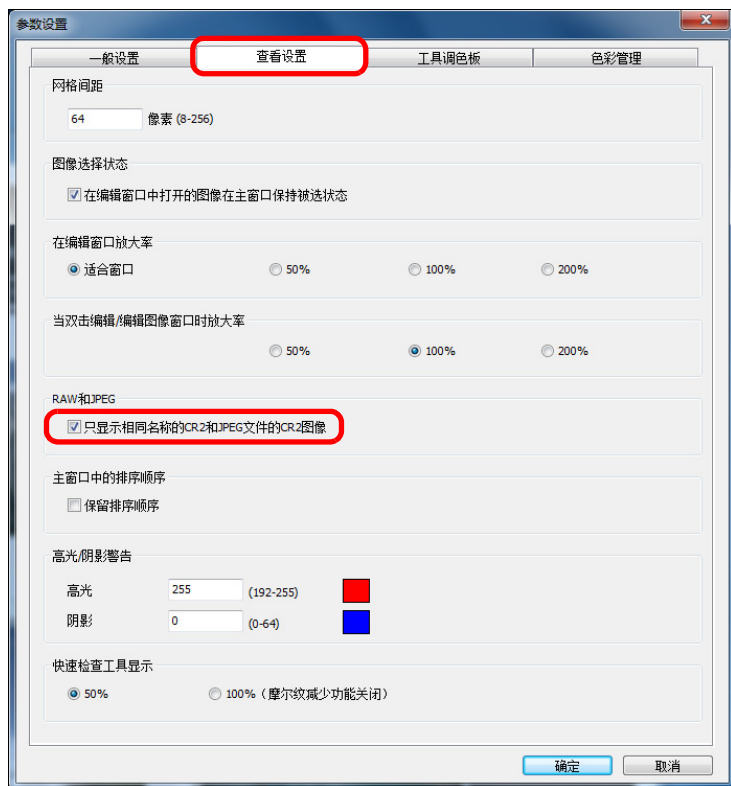 参数设置
一般设置 查看设置 工具调色板 色彩管理
网格间距
64 像素 (8-256)
图像选择状态
在编辑窗口中打开的图像在主窗口保持被选状态
在编辑窗口放大率
适合窗口 50% 100% 200%
当双击编辑/编辑图像窗口时放大率
50% 100% 200%
RAW和JPEG
只显示相同名称的CR2和JPEG文件的CR2图像
主窗口中的排序顺序
保留排序顺序
高光/阴影警告
高光 255 (192-255)
阴影 0 (0-64)
快速检查工具显示
50% 100%（摩尔纹减少功能关闭）
确定 取消